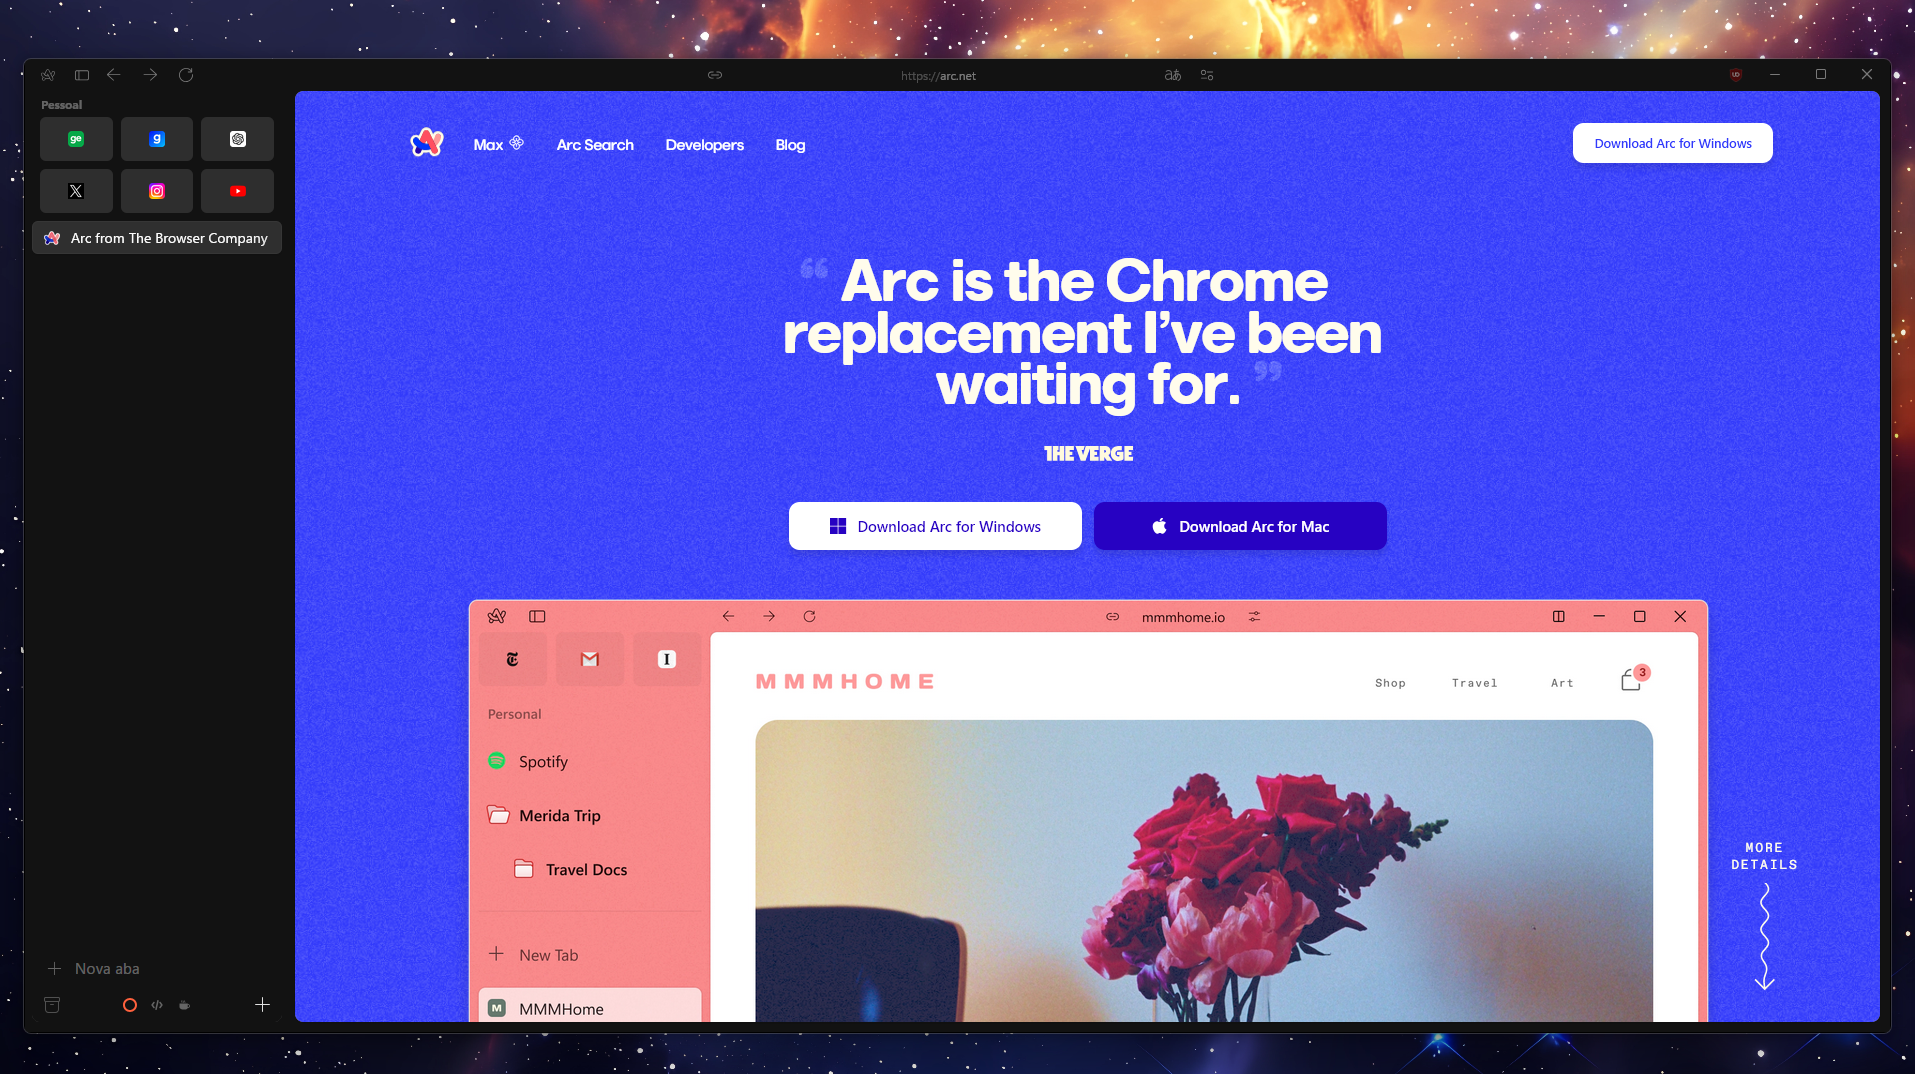 https://arc.net
aあ
Pessoal
ge
g
Arc from The Browser Company
Nova aba
Max
Arc Search
Developers
Blog
Download Arc for Windows
“ Arc is the Chrome
replacement I’ve been
waiting for. ”
THE VERGE
Download Arc for Windows
Download Arc for Mac
mmmhome.io
I
Personal
Spotify
Merida Trip
Travel Docs
New Tab
M MMMHome
MMMHOME
Shop
Travel
Art
3
MORE
DETAILS